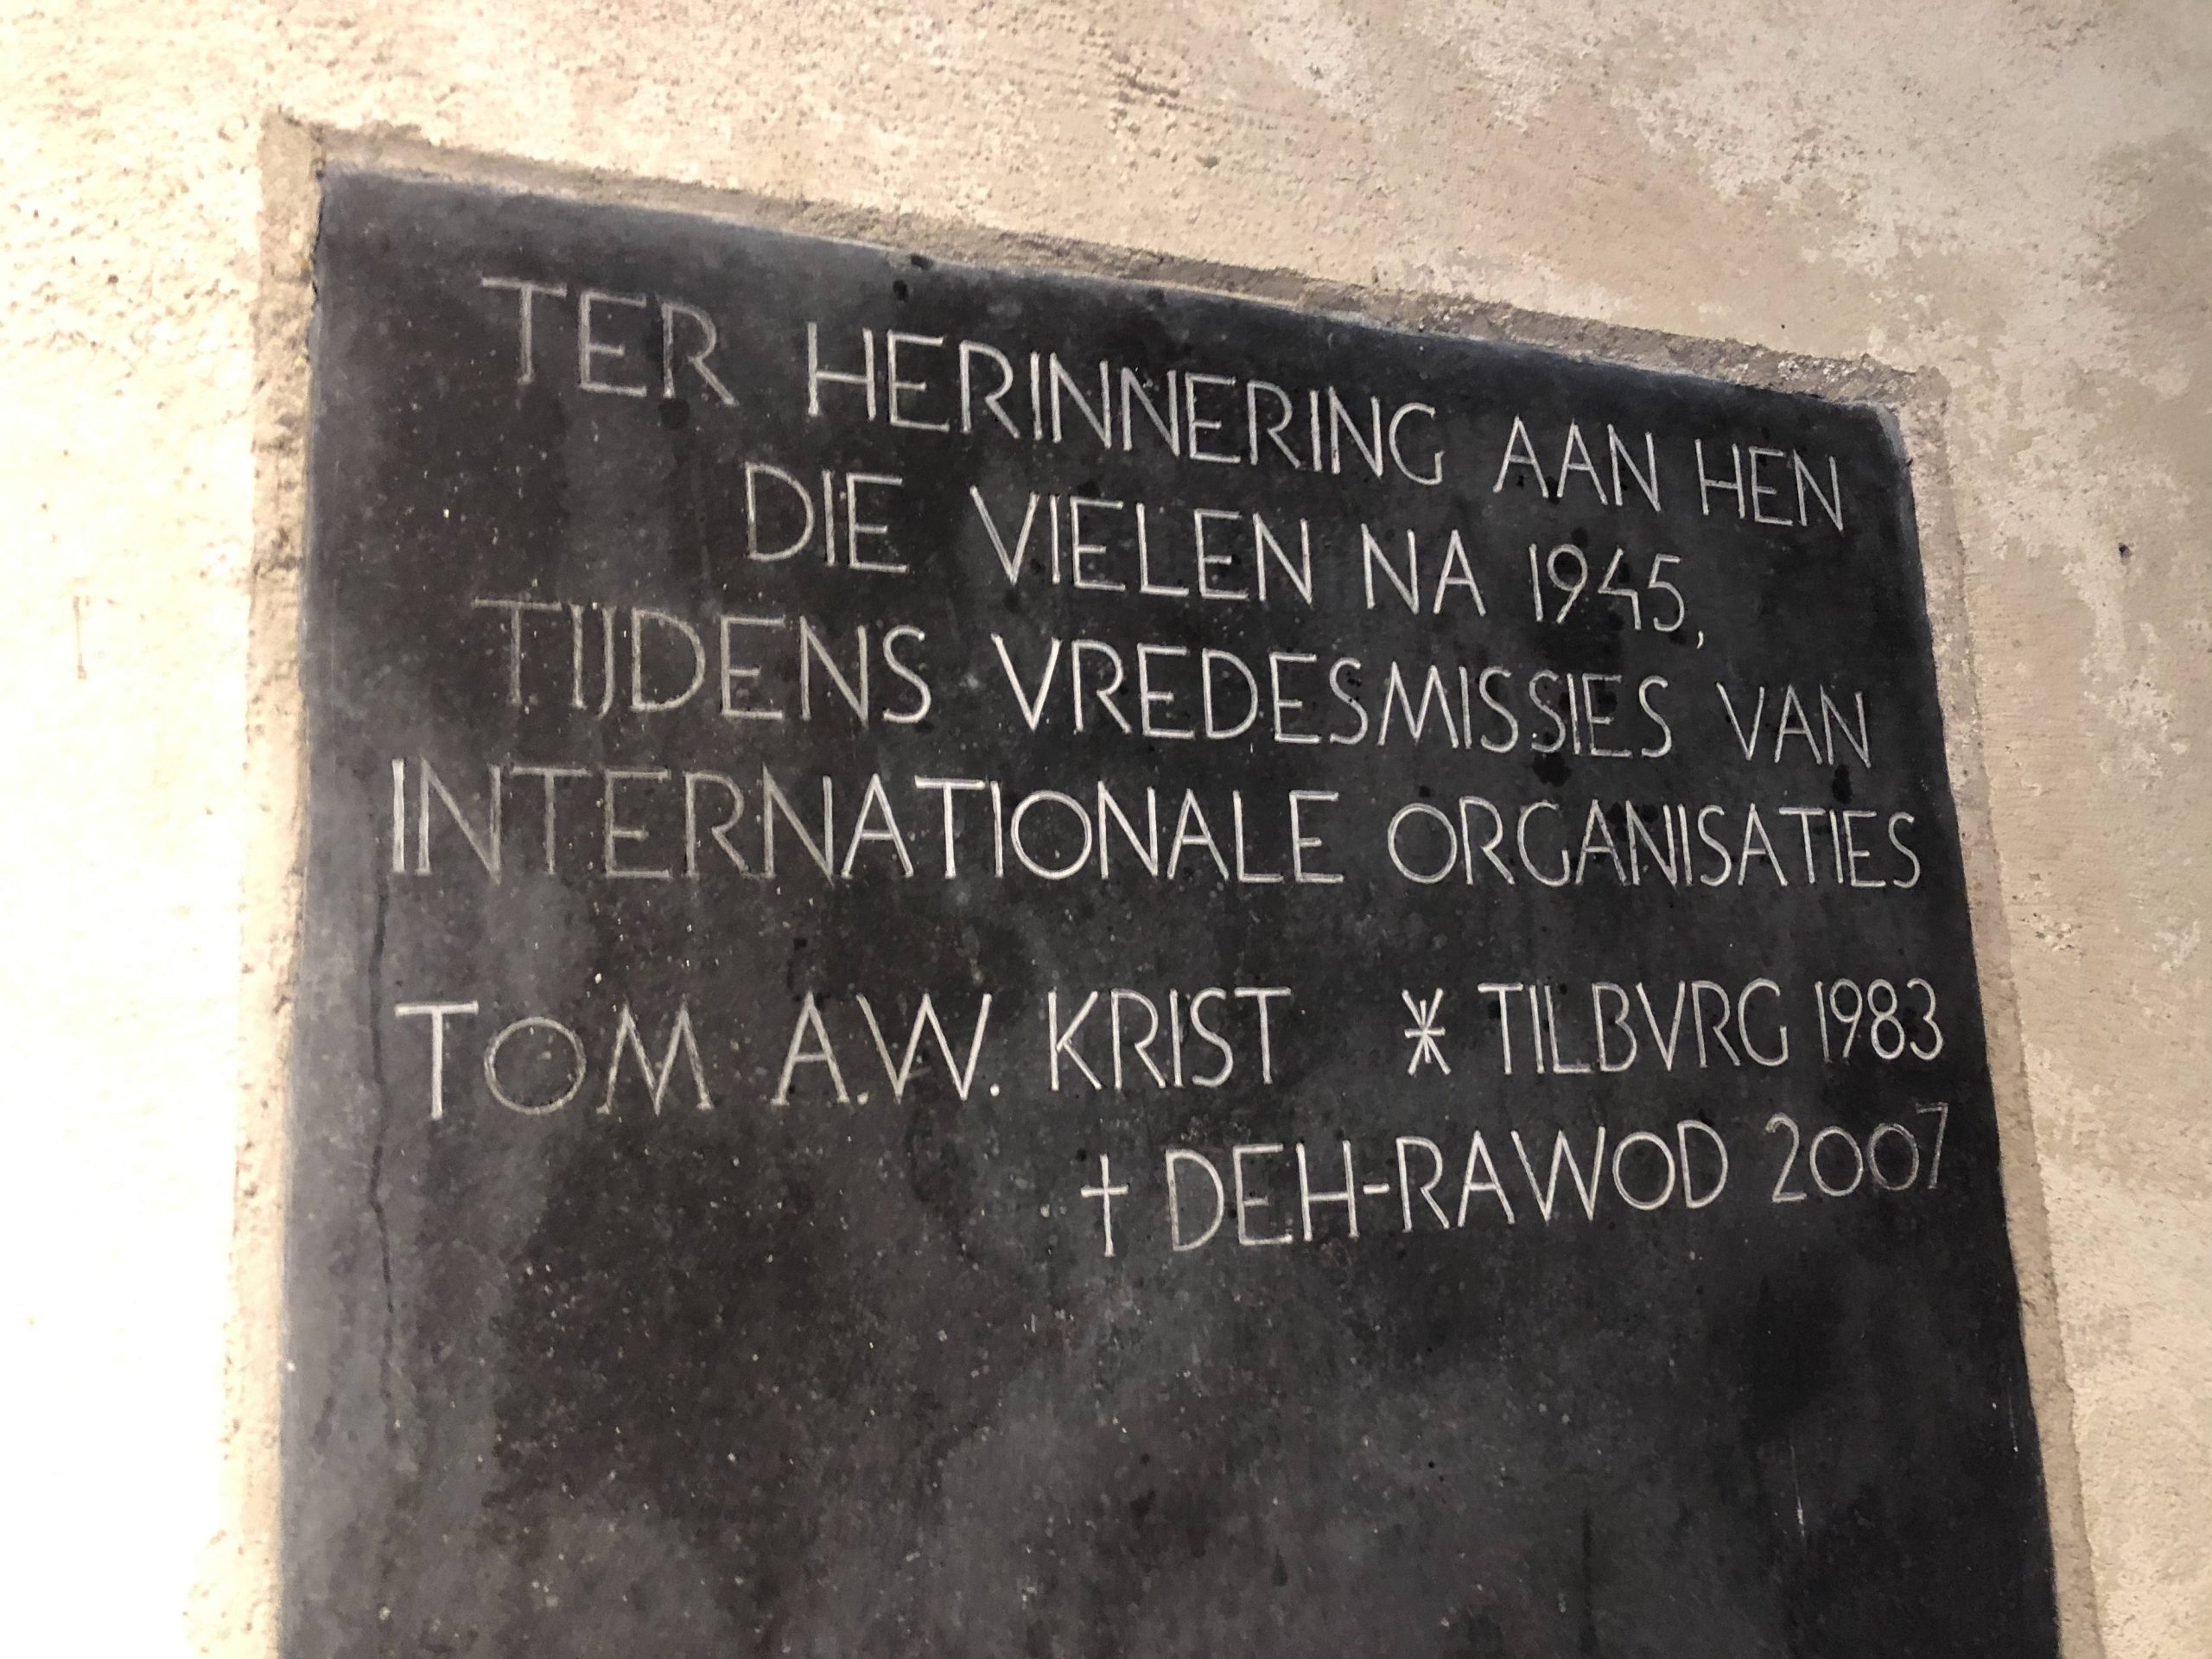 TER HERINNERING AAN HEN
DIE VIELEN NA 1945,
TIJDENS VREDESMISSIES VAN
INTERNATIONALE ORGANISATIES
TOM A.W. KRIST * TILBVRG 1983
† DEH-RAWOD 2007